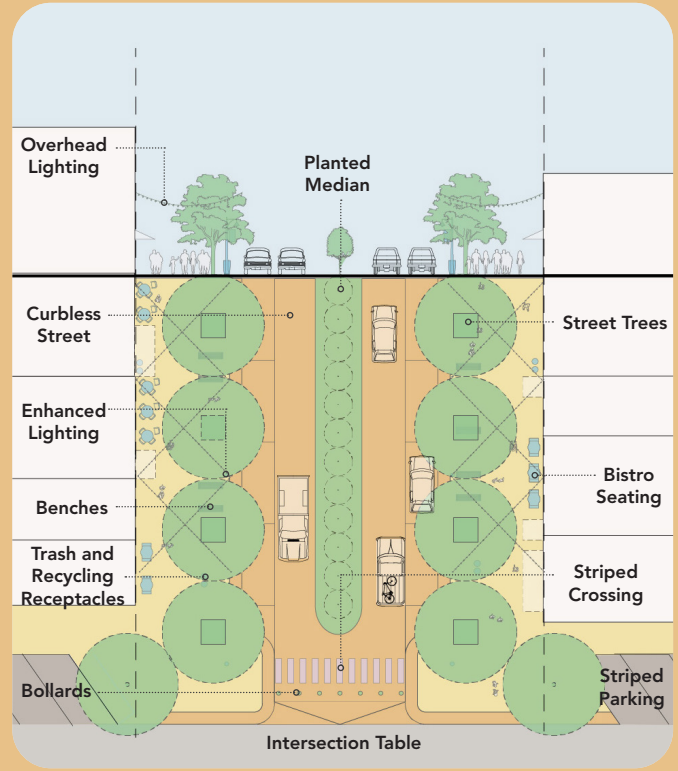 Overhead
Lighting
Planted
Median
Curbless
Street
Street Trees
Enhanced
Lighting
Bistro
Seating
Benches
Trash and
Recycling
Receptacles
Striped
Crossing
Bollards
Striped
Parking
Intersection Table